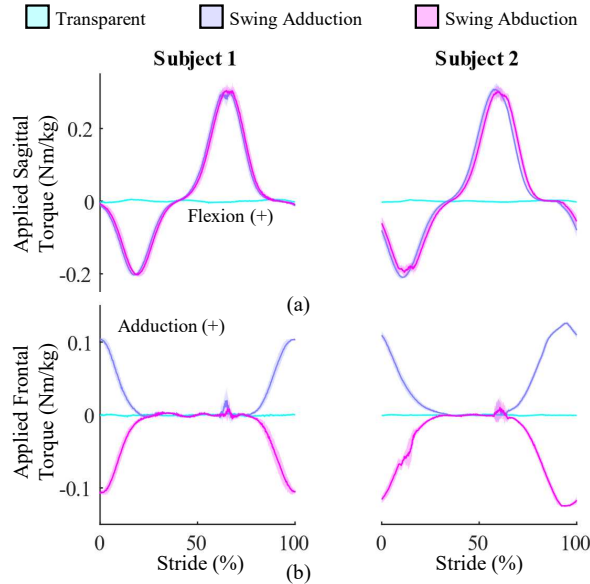 Transparent Swing Adduction Swing Abduction
Subject 1 Subject 2
Applied Sagittal
Torque (Nm/kg)
0.2
0
-0.2
Flexion (+)
(a)
Applied Frontal
Torque (Nm/kg)
0.1
0
-0.1
Adduction (+)
0 50 100 0 50 100
Stride (%) Stride (%)
(b)